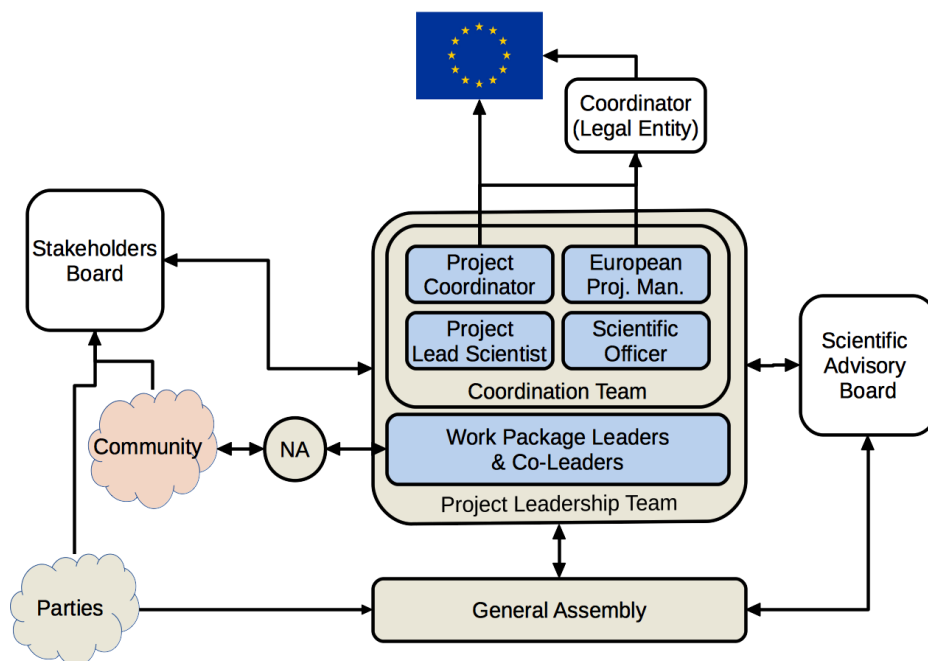 Coordinator
(Legal Entity)
Stakeholders
Board
Project
Coordinator
European
Proj. Man.
Project
Lead Scientist
Scientific
Officer
Coordination Team
Scientific
Advisory
Board
Community
NA
Work Package Leaders
& Co-Leaders
Project Leadership Team
Parties
General Assembly